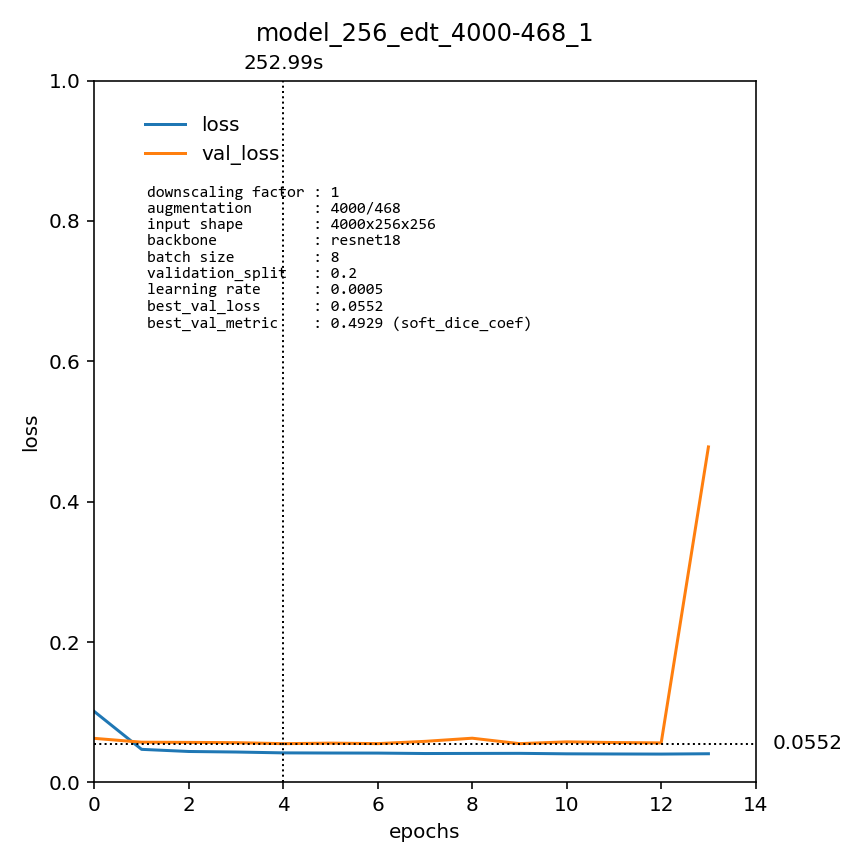 model_256_edt_4000-468_1
252.99s
1.0
0.8
0.6
0.4
0.2
0.0
loss
loss
val_loss
downscaling factor : 1
augmentation : 4000/468
input shape : 4000x256x256
backbone : resnet18
batch size : 8
validation_split : 0.2
learning rate : 0.0005
best_val_loss : 0.0552
best_val_metric : 0.4929 (soft_dice_coef)
0.0552
0 2 4 6 8 10 12 14
epochs